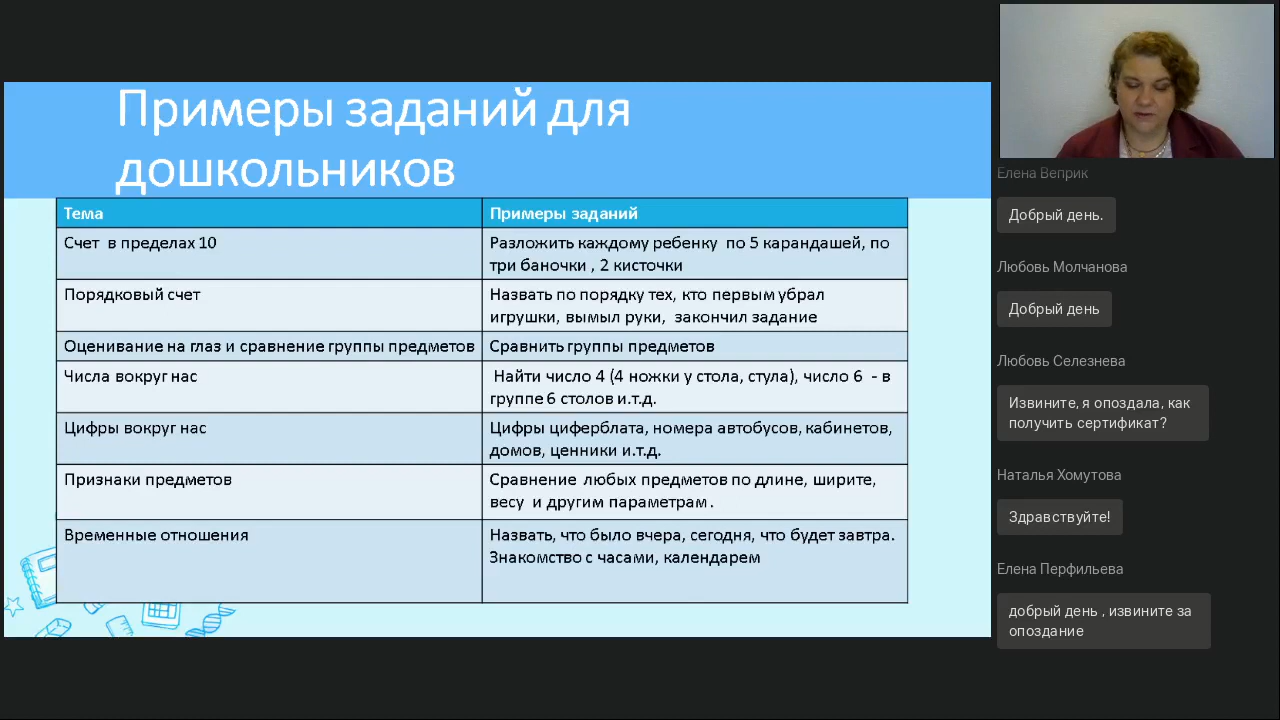 Примеры заданий для
дошкольников
Тема
Примеры заданий
Счет в пределах 10
Разложить каждому ребенку по 5 карандашей, по
три баночки , 2 кисточки
Порядковый счет
Назвать по порядку тех, кто первым убрал
игрушки, вымыл руки, закончил задание
Оценивание на глаз и сравнение группы предметов
Сравнить группы предметов
Числа вокруг нас
Найти число 4 (4 ножки у стола, стула), число 6 - в
группе 6 столов и.т.д.
Цифры вокруг нас
Цифры циферблата, номера автобусов, кабинетов,
домов, ценники и.т.д.
Признаки предметов
Сравнение любых предметов по длине, ширите,
весу и другим параметрам .
Временные отношения
Назвать, что было вчера, сегодня, что будет завтра.
Знакомство с часами, календарем
Елена Веприк
Добрый день.
Любовь Молчанова
Добрый день
Любовь Селезнева
Извините, я опоздала, как
получить сертификат?
Наталья Хомутова
Здравствуйте!
Елена Перфильева
добрый день , извините за
опоздание